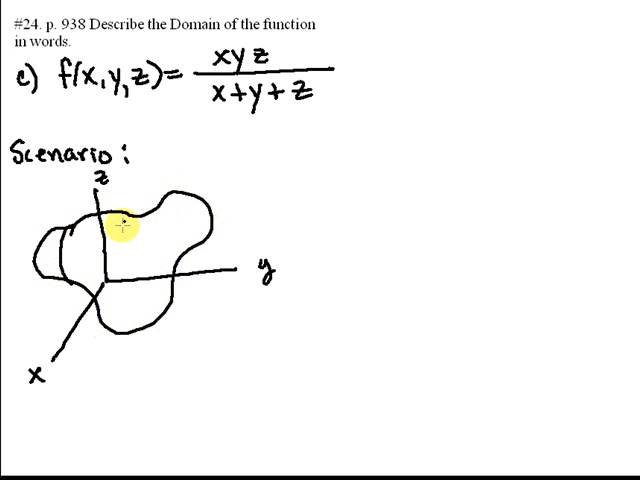 #24. p. 938 Describe the Domain of the function
in words.
c) f(x,y,z)= xyz / x+y+z
Scenario:
z
y
x